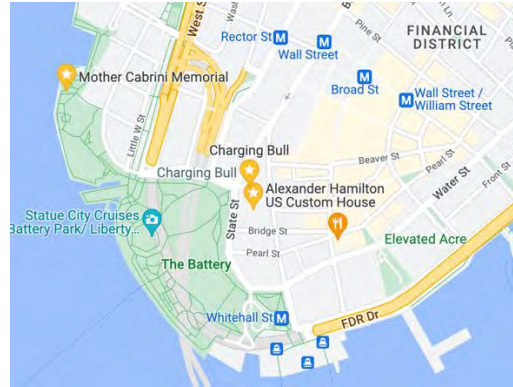 West S
Rector St
Pine St
Ln
FINANCIAL
DISTRICT
Wall Street
Mother Cabrini Memorial
Broad St
Wall Street /
William Street
Little W St
Charging Bull
Charging Bull
Beaver St
Pearl St
Alexander Hamilton
US Custom House
Water St
Front St
Statue City Cruises
Battery Park/ Liberty...
State St
Bridge St
Elevated Acre
Pearl St
The Battery
Whitehall St
FDR Dr